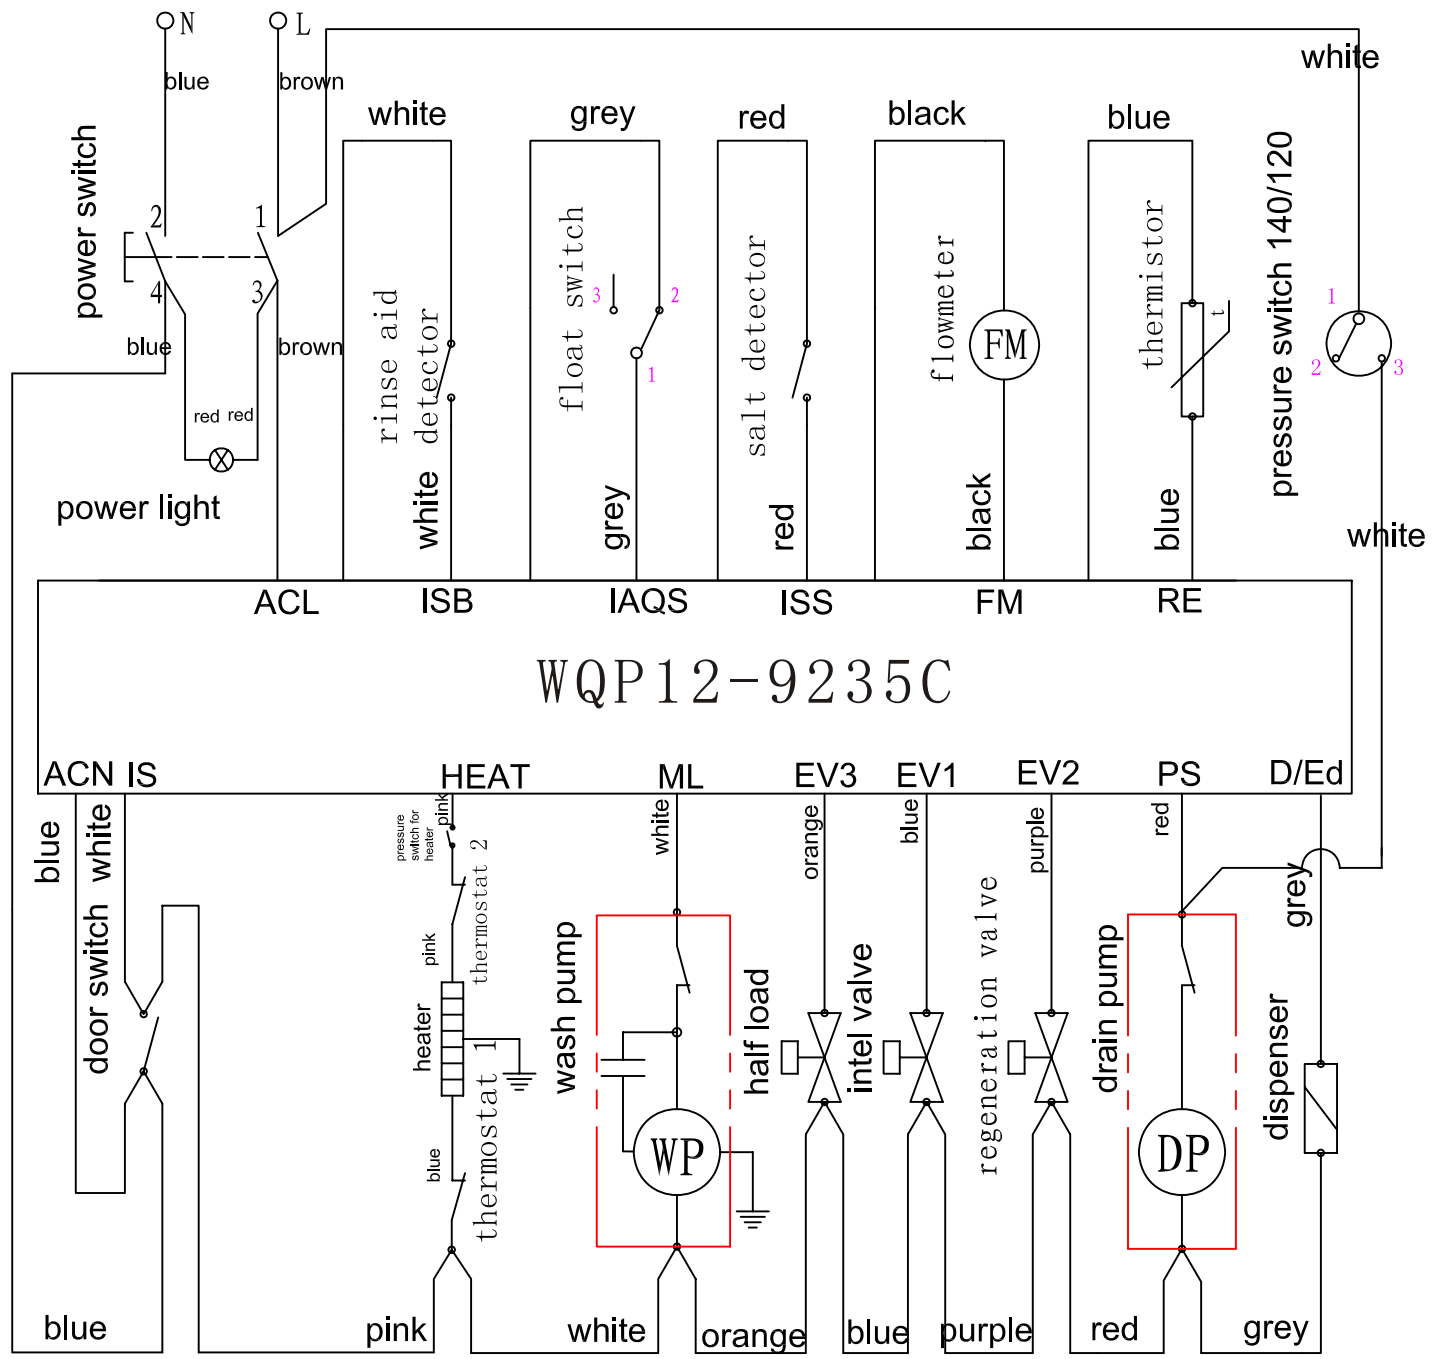 N
L
blue
brown
white
white
grey
red
black
blue
power switch
2
1
4
3
blue
brown
red
red
power light
rinse aid
detector
white
float switch
3
2
1
grey
salt detector
red
flowmeter
FM
black
thermistor
t
blue
pressure switch 140/120
1
2
3
white
ACL
ISB
IAQS
ISS
FM
RE
WQP12-9235C
ACN
IS
HEAT
ML
EV3
EV1
EV2
PS
D/Ed
blue
white
door switch
pink
pressure
switch for
heater
thermostat 2
pink
heater
thermostat 1
blue
white
wash pump
WP
orange
half load
blue
intel valve
purple
regeneration valve
red
drain pump
DP
grey
dispenser
blue
pink
white
orange
blue
purple
red
grey